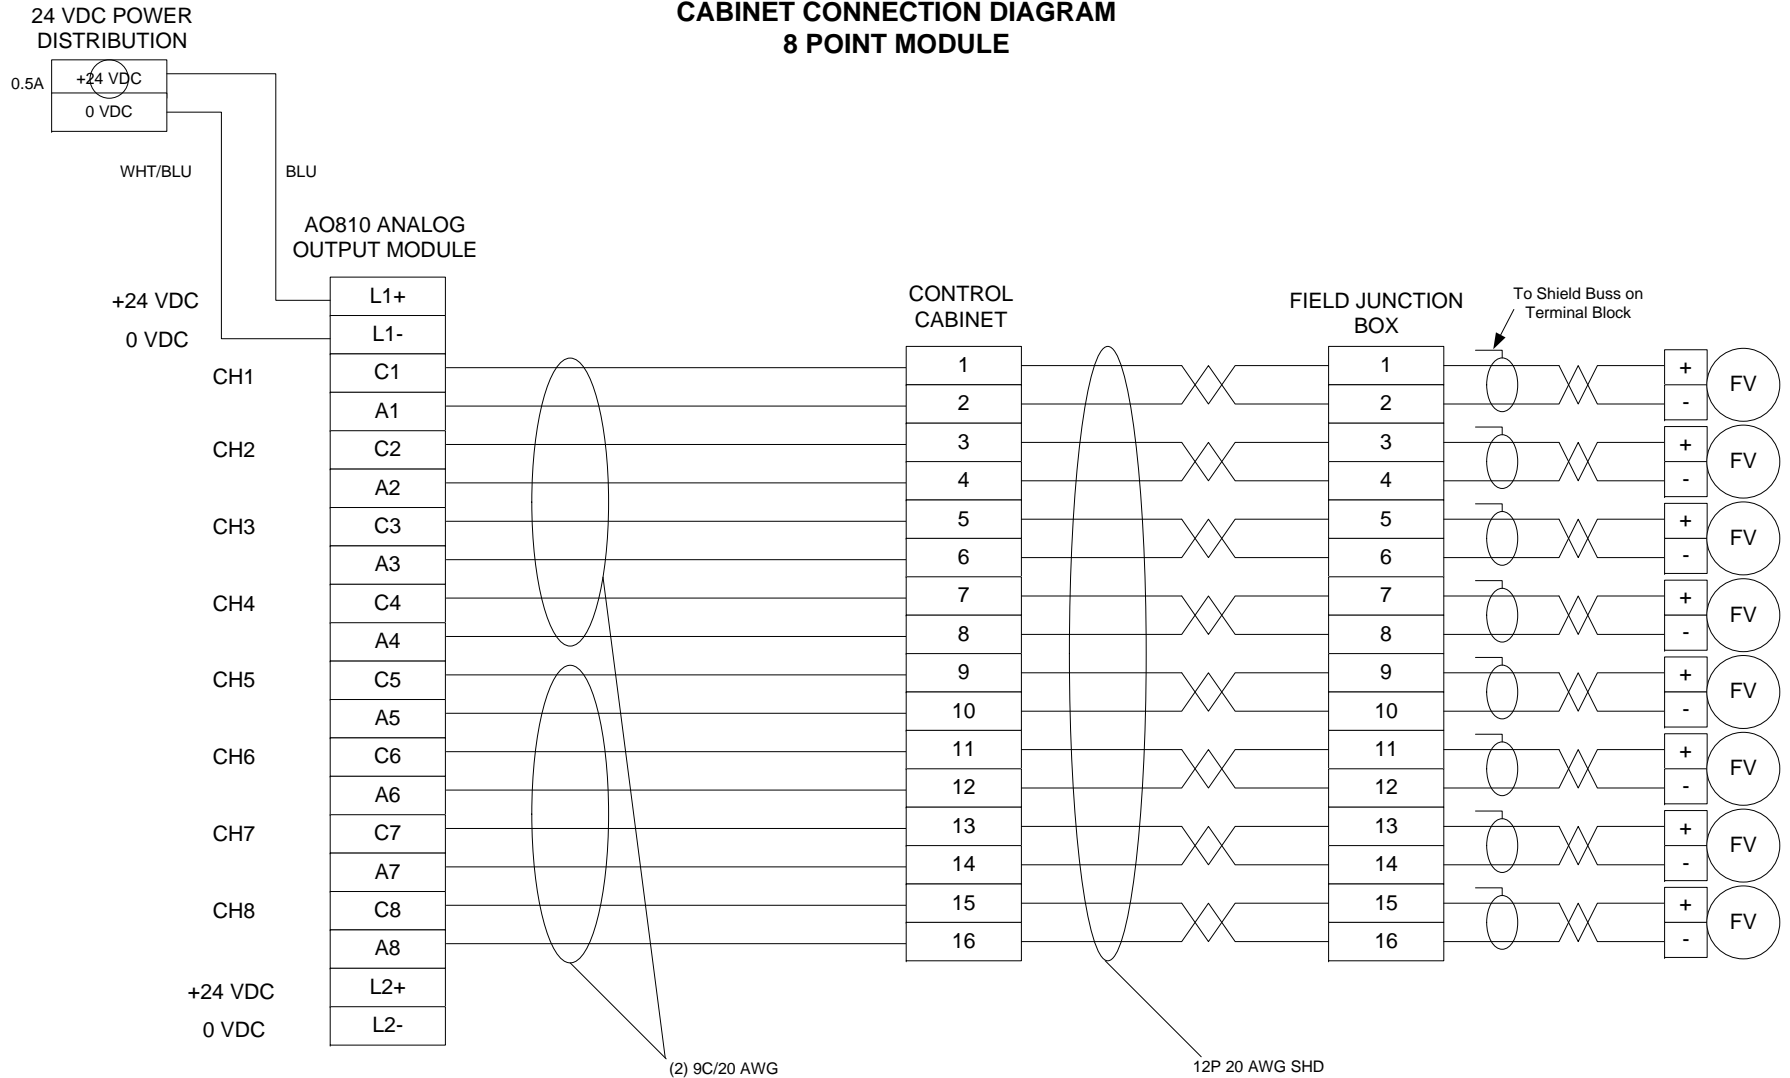 CABINET CONNECTION DIAGRAM
8 POINT MODULE
24 VDC POWER
DISTRIBUTION
0.5A
+24 VDC
0 VDC
WHT/BLU
BLU
AO810 ANALOG
OUTPUT MODULE
CONTROL
CABINET
FIELD JUNCTION
BOX
To Shield Buss on
Terminal Block
+24 VDC L1+
0 VDC L1-
CH1 C1 1 1 + FV
A1 2 2 -
CH2 C2 3 3 + FV
A2 4 4 -
CH3 C3 5 5 + FV
A3 6 6 -
CH4 C4 7 7 + FV
A4 8 8 -
CH5 C5 9 9 + FV
A5 10 10 -
CH6 C6 11 11 + FV
A6 12 12 -
CH7 C7 13 13 + FV
A7 14 14 -
CH8 C8 15 15 + FV
A8 16 16 -
+24 VDC L2+
0 VDC L2-
(2) 9C/20 AWG
12P 20 AWG SHD